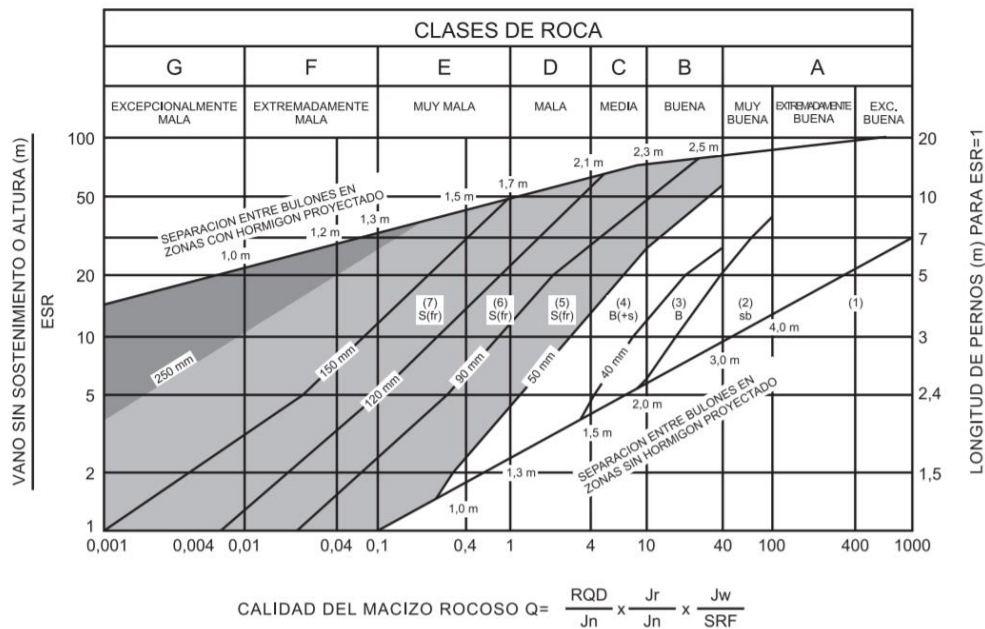 CLASES DE ROCA
G F E D C B A
EXCEPCIONALMENTE MALA
EXTREMADAMENTE MALA
MUY MALA
MALA
MEDIA
BUENA
MUY BUENA
EXTREMADAMENTE BUENA
EXC. BUENA
VANO SIN SOSTENIMIENTO O ALTURA (m)
ESR
100
50
20
10
5
2
1
SEPARACION ENTRE BULONES EN
ZONAS CON HORMIGON PROYECTADO
1,0 m
1,2 m
1,3 m
1,5 m
1,7 m
2,1 m
2,3 m
2,5 m
(7)
S(fr)
(6)
S(fr)
(5)
S(fr)
(4)
B(+s)
(3)
B
(2)
sb
(1)
250 mm
150 mm
120 mm
90 mm
50 mm
40 mm
4,0 m
3,0 m
2,0 m
1,5 m
1,3 m
1,0 m
SEPARACION ENTRE BULONES EN
ZONAS SIN HORMIGON PROYECTADO
20
10
7
5
3
2,4
1,5
LONGITUD DE PERNOS (m) PARA ESR=1
0,001 0,004 0,01 0,04 0,1 0,4 1 4 10 40 100 400 1000
CALIDAD DEL MACIZO ROCOSO Q= RQD/Jn x Jr/Jn x Jw/SRF